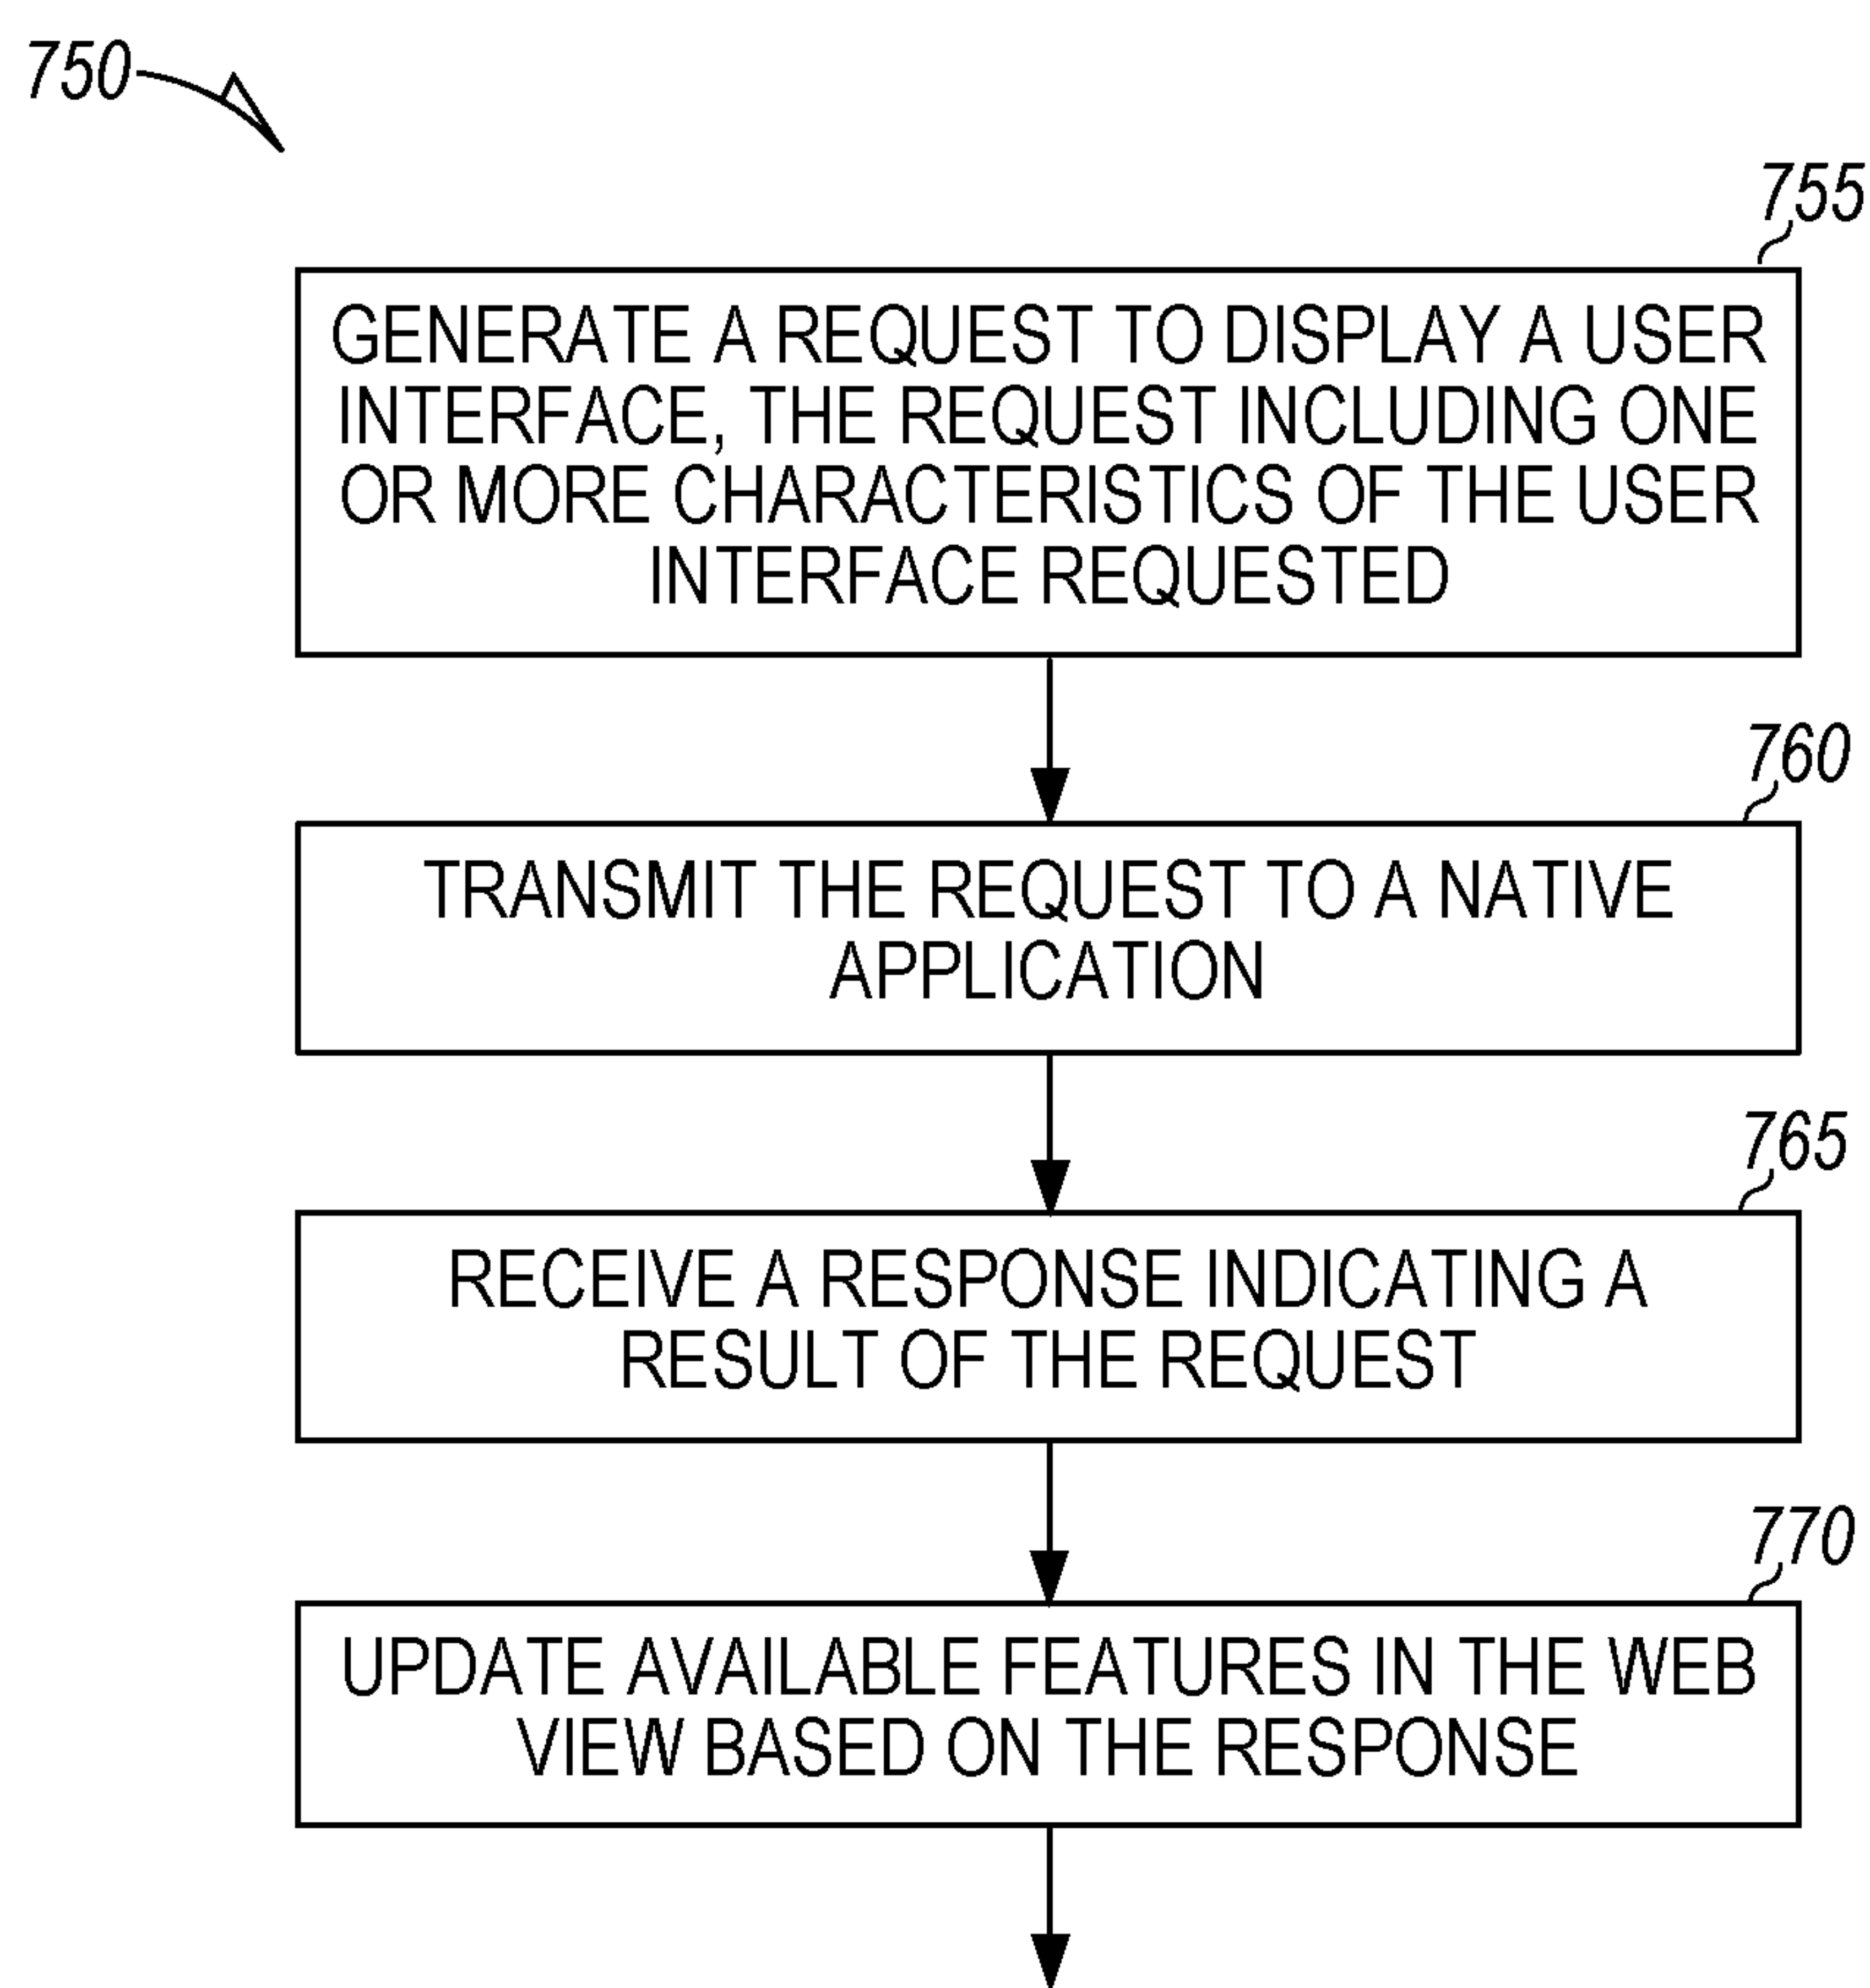 750
755
GENERATE A REQUEST TO DISPLAY A USER
INTERFACE, THE REQUEST INCLUDING ONE
OR MORE CHARACTERISTICS OF THE USER
INTERFACE REQUESTED
760
TRANSMIT THE REQUEST TO A NATIVE
APPLICATION
765
RECEIVE A RESPONSE INDICATING A
RESULT OF THE REQUEST
770
UPDATE AVAILABLE FEATURES IN THE WEB
VIEW BASED ON THE RESPONSE